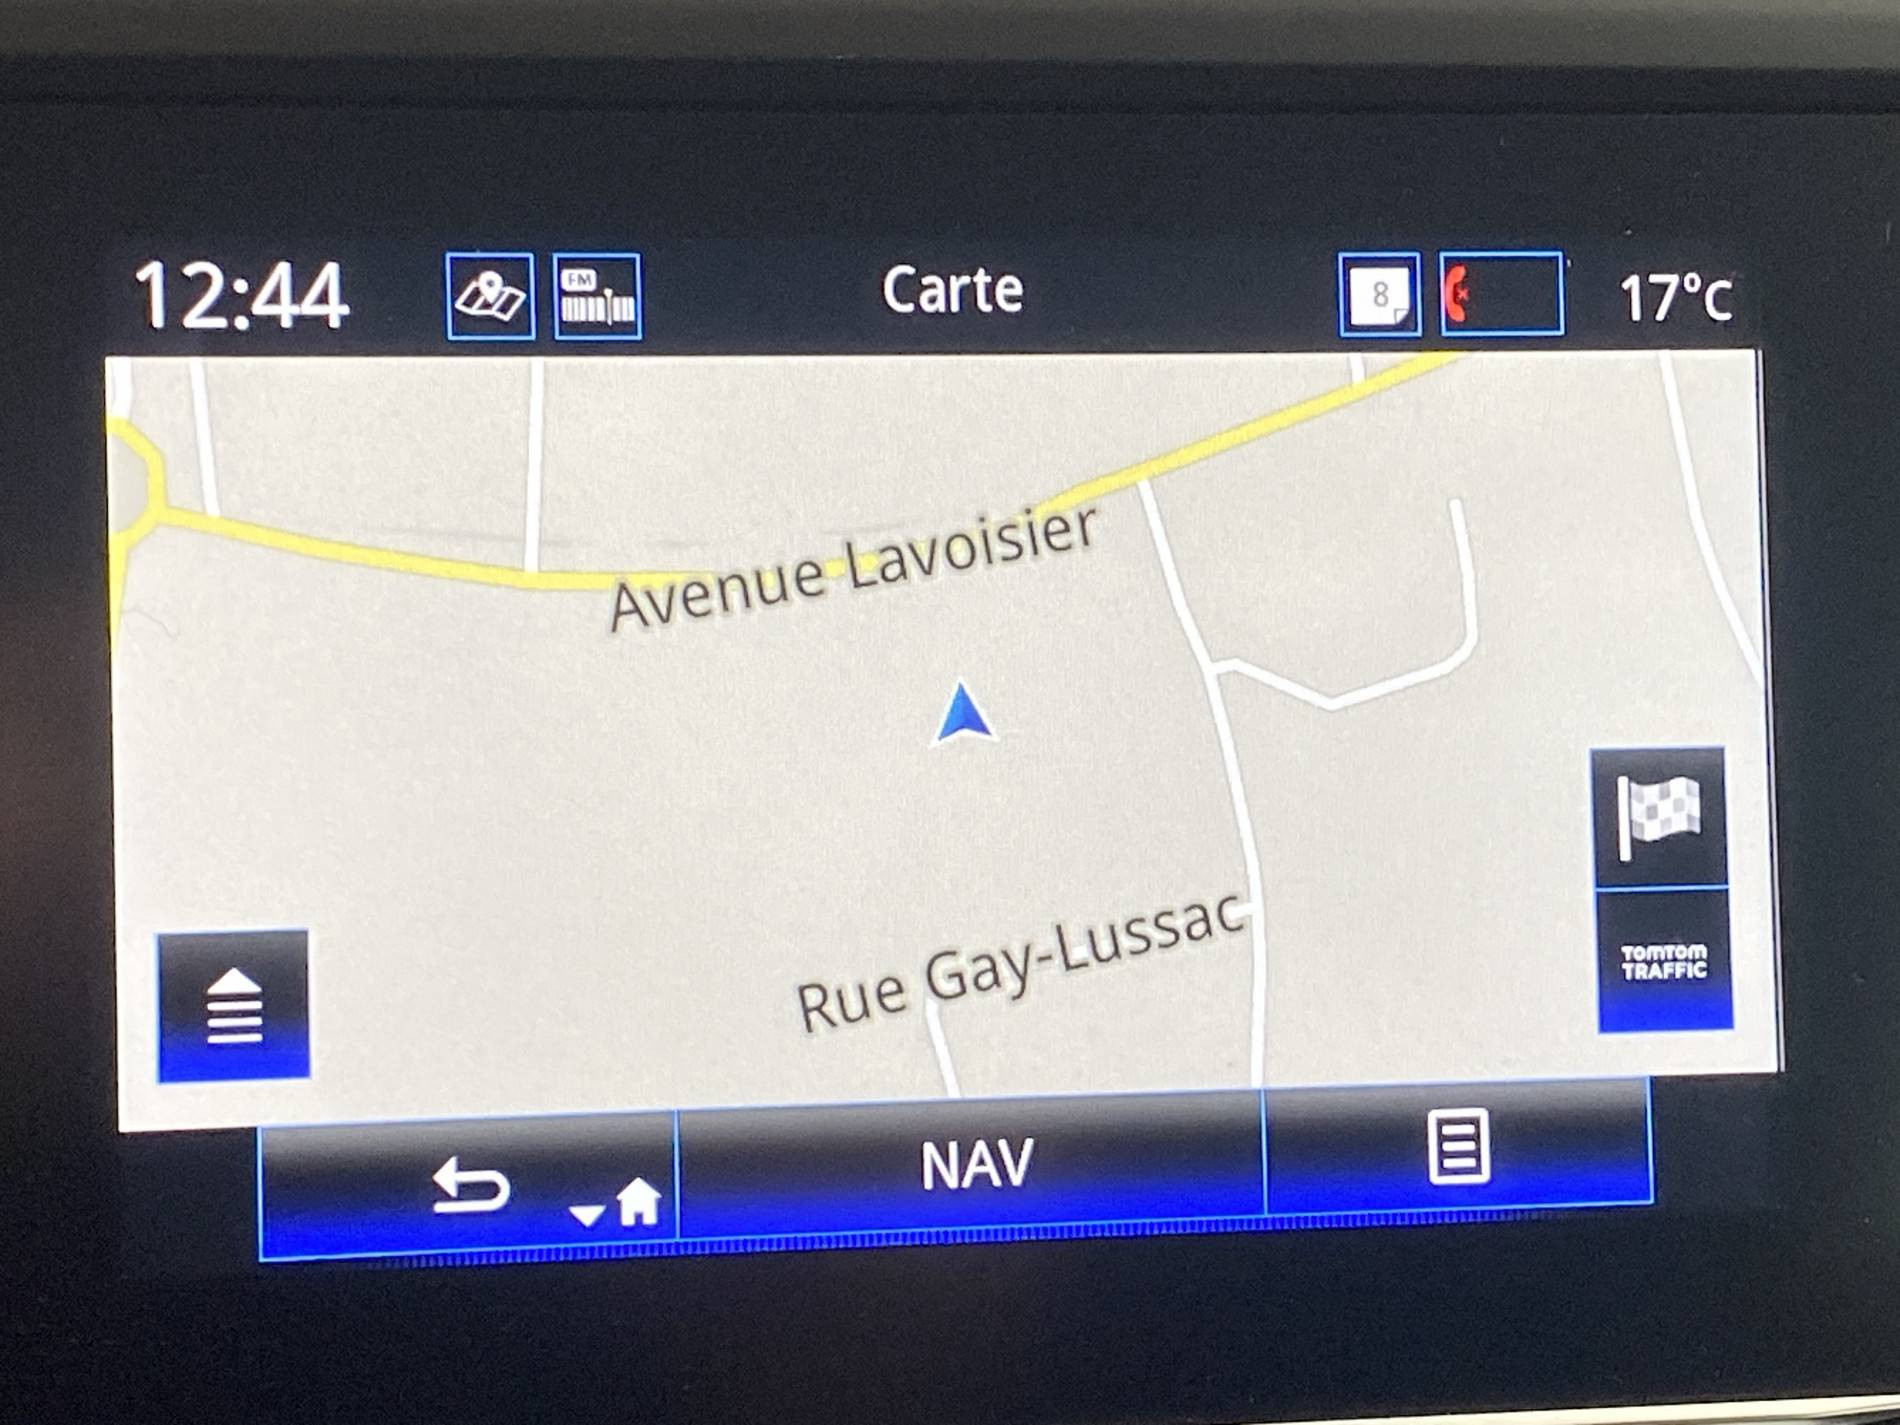 12:44
FM
Carte
8
17°C
Avenue Lavoisier
Rue Gay-Lussac
TOMTOM
TRAFFIC
NAV